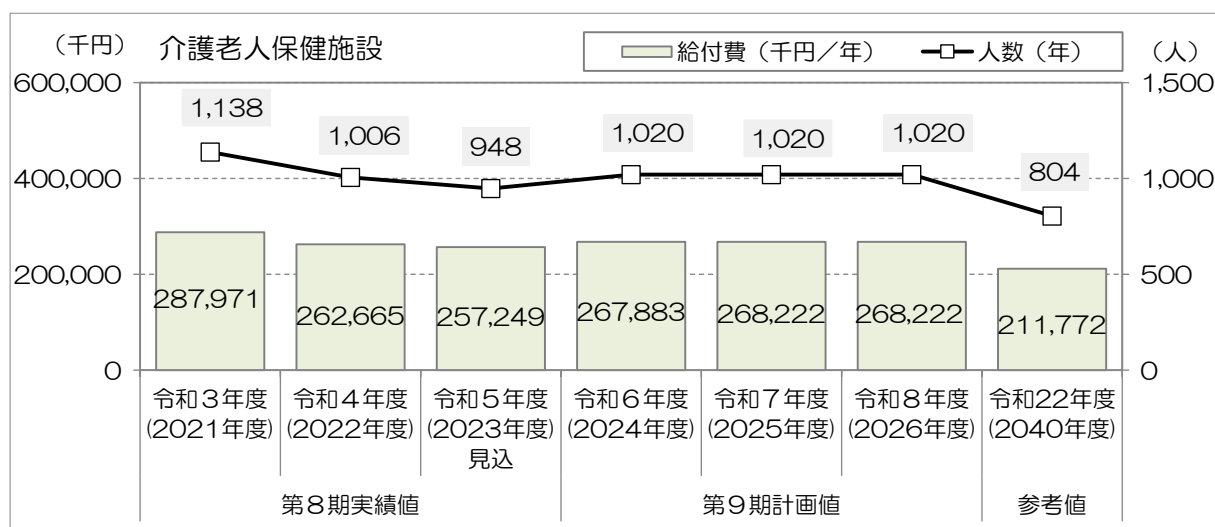 （千円） 介護老人保健施設 給付費（千円／年） 人数（年） （人）
600,000 1,500
1,138 1,006 948 1,020 1,020 1,020 804
400,000 1,000
200,000 500
287,971 262,665 257,249 267,883 268,222 268,222 211,772
0 0
令和３年度 令和４年度 令和５年度 令和６年度 令和７年度 令和８年度 令和22年度
(2021年度) (2022年度) (2023年度) (2024年度) (2025年度) (2026年度) (2040年度)
見込
第８期実績値 第９期計画値 参考値